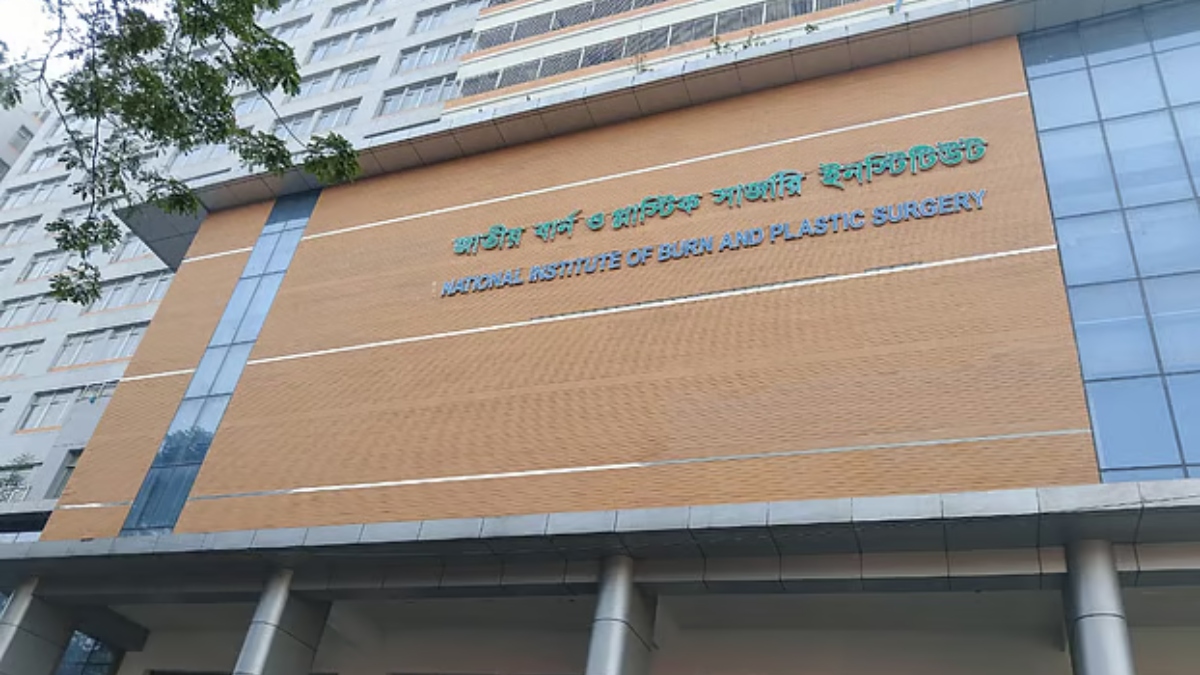 জাতীয় বার্ন ও প্লাস্টিক সার্জারি ইনস্টিটিউট
NATIONAL INSTITUTE OF BURN AND PLASTIC SURGERY